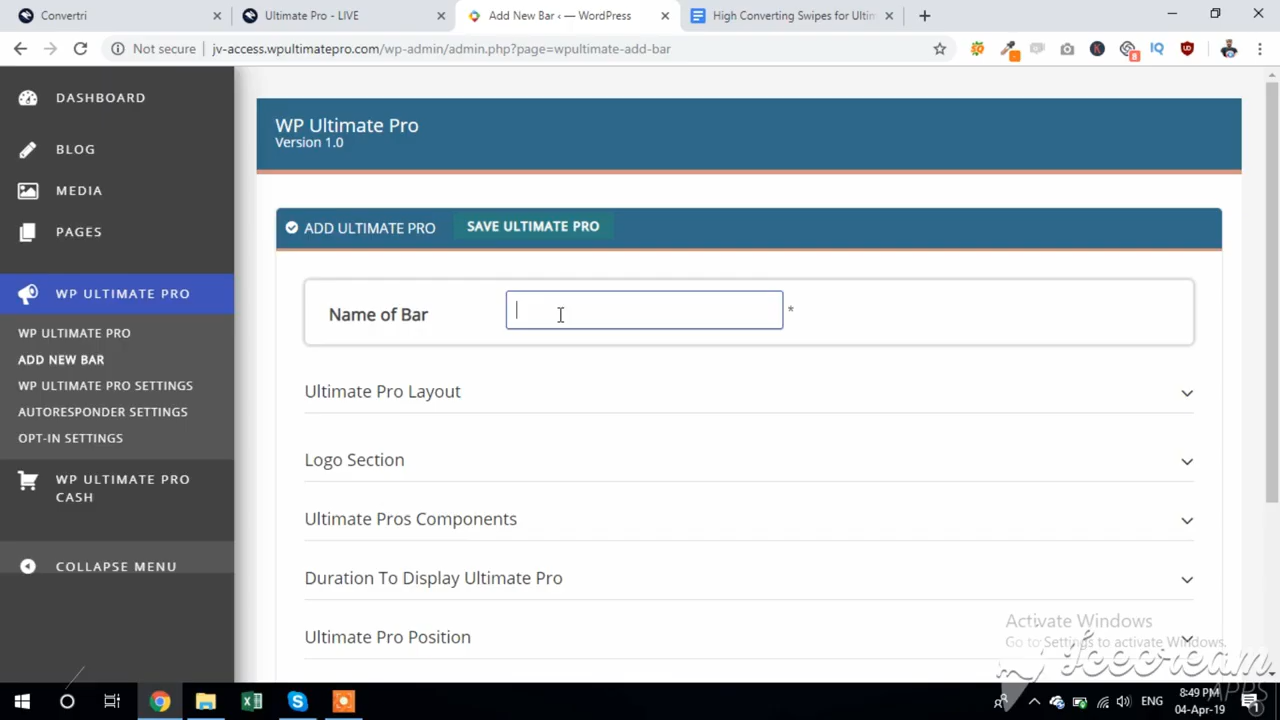 Convertri
Ultimate Pro - LIVE
Add New Bar ‹ — WordPress
High Converting Swipes for Ultim
Not secure
jv-access.wpultimatepro.com/wp-admin/admin.php?page=wpultimate-add-bar
DASHBOARD
BLOG
MEDIA
PAGES
WP ULTIMATE PRO
WP ULTIMATE PRO
ADD NEW BAR
WP ULTIMATE PRO SETTINGS
AUTORESPONDER SETTINGS
OPT-IN SETTINGS
WP ULTIMATE PRO
CASH
COLLAPSE MENU
WP Ultimate Pro
Version 1.0
ADD ULTIMATE PRO
SAVE ULTIMATE PRO
Name of Bar
*
Ultimate Pro Layout
Logo Section
Ultimate Pros Components
Duration To Display Ultimate Pro
Ultimate Pro Position
Activate Windows
Go to Settings to activate Windows.
Icecream
APPS
ENG
8:49 PM
04-Apr-19